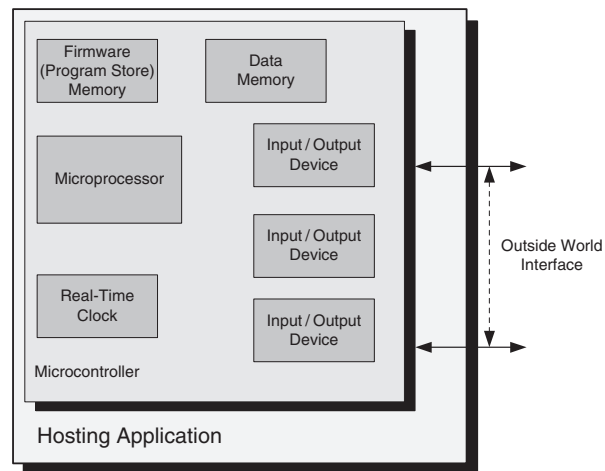 Firmware
(Program Store)
Memory
Data
Memory
Microprocessor
Input / Output
Device
Input / Output
Device
Real-Time
Clock
Input / Output
Device
Microcontroller
Hosting Application
Outside World
Interface